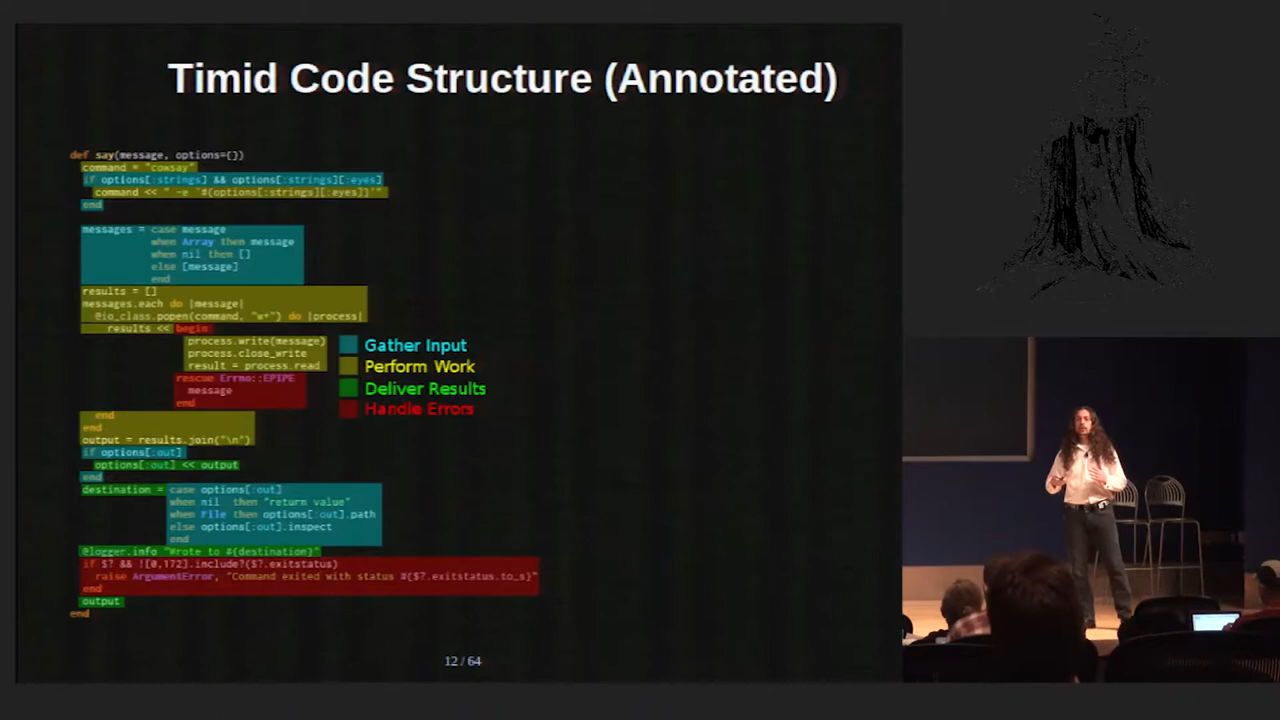 Timid Code Structure (Annotated)
def say(message, options={})
command = "cowsay"
if options[:strings] && options[:strings][:eyes]
command << " -e '#{options[:strings][:eyes]}'"
end
messages = case message
when Array then message
when nil then []
else [message]
end
results = []
messages.each do |message|
@io_class.popen(command, "w+") do |process|
results << begin
process.write(message)
process.close_write
result = process.read
rescue Errno::EPIPE
message
end
end
end
output = results.join("\n")
if options[:out]
options[:out] << output
end
destination = case options[:out]
when nil then "return value"
when File then options[:out].path
else options[:out].inspect
end
@logger.info "Wrote to #{destination}"
if $? && ![0,172].include?($?.exitstatus)
raise ArgumentError, "Command exited with status #{$?.exitstatus.to_s}"
end
output
end
Gather Input
Perform Work
Deliver Results
Handle Errors
12 / 64